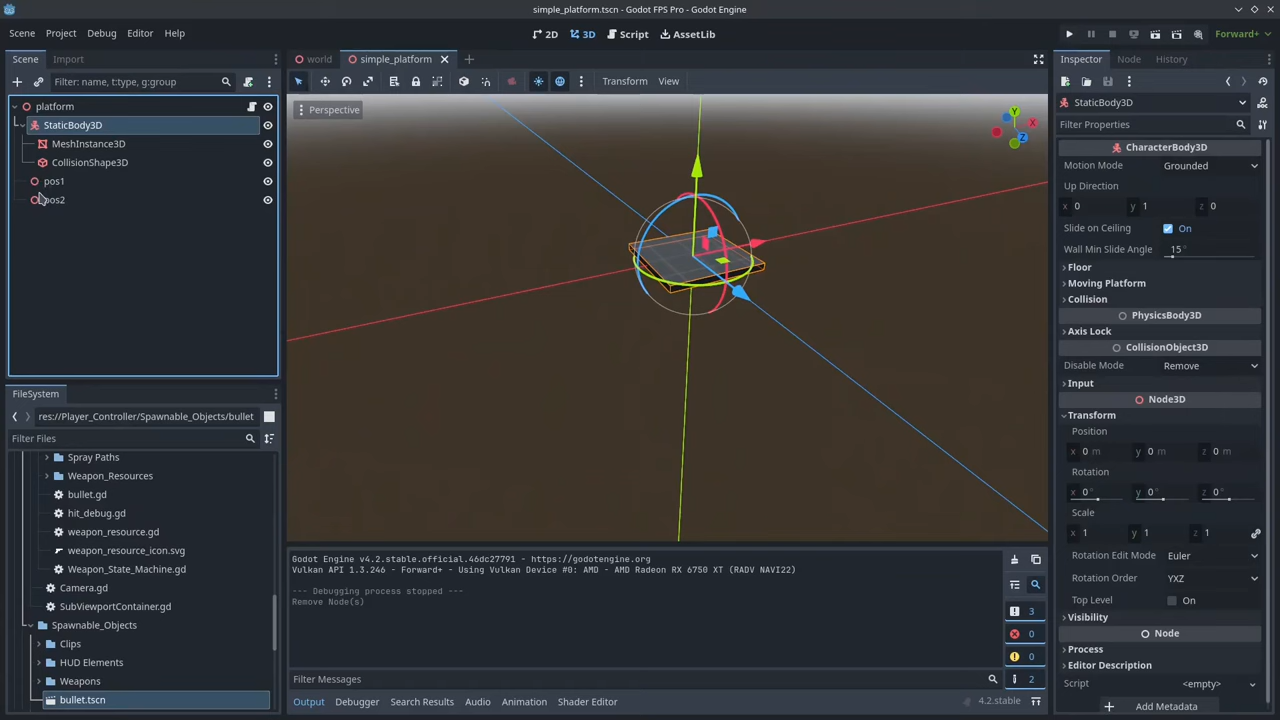 simple_platform.tscn - Godot FPS Pro - Godot Engine
Scene Project Debug Editor Help
2D 3D Script AssetLib
Forward+
Scene Import
world simple_platform
Inspector Node History
Filter: name, t:type, g:group
Transform View
platform
StaticBody3D
MeshInstance3D
CollisionShape3D
pos1
pos2
Perspective
Y
X
Z
StaticBody3D
Filter Properties
CharacterBody3D
Motion Mode Grounded
Up Direction
x 0 y 1 z 0
Slide on Ceiling On
Wall Min Slide Angle 15 °
Floor
Moving Platform
Collision
PhysicsBody3D
Axis Lock
CollisionObject3D
Disable Mode Remove
Input
Node3D
Transform
Position
x 0 m y 0 m z 0 m
Rotation
x 0° y 0° z 0°
Scale
x 1 y 1 z 1
Rotation Edit Mode Euler
Rotation Order YXZ
Top Level On
Visibility
Node
Process
Editor Description
Script <empty>
Add Metadata
FileSystem
res://Player_Controller/Spawnable_Objects/bullet
Filter Files
Spray Paths
Weapon_Resources
bullet.gd
hit_debug.gd
weapon_resource.gd
weapon_resource_icon.svg
Weapon_State_Machine.gd
Camera.gd
SubViewportContainer.gd
Spawnable_Objects
Clips
HUD Elements
Weapons
bullet.tscn
Godot Engine v4.2.stable.official.46dc27791 - https://godotengine.org
Vulkan API 1.3.246 - Forward+ - Using Vulkan Device #0: AMD - AMD Radeon RX 6750 XT (RADV NAVI22)
--- Debugging process stopped ---
Remove Node(s)
3
0
0
2
Filter Messages
Output Debugger Search Results Audio Animation Shader Editor
4.2.stable